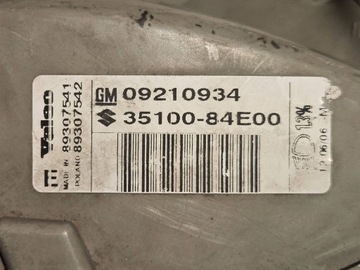 GM 09210934
35100-84E00
Valeo
MADE IN
POLAND
89307541
89307542